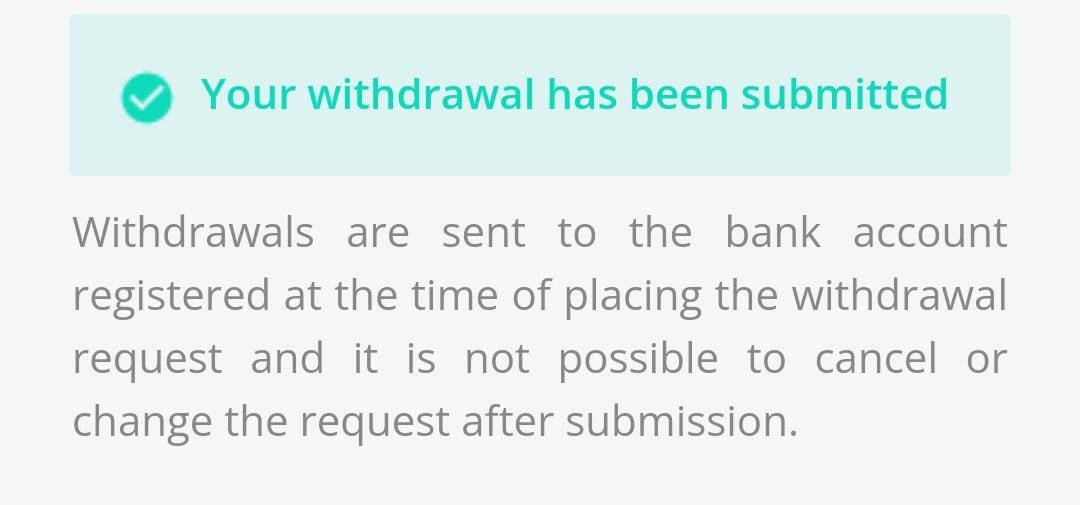 Your withdrawal has been submitted
Withdrawals are sent to the bank account
registered at the time of placing the withdrawal
request and it is not possible to cancel or
change the request after submission.